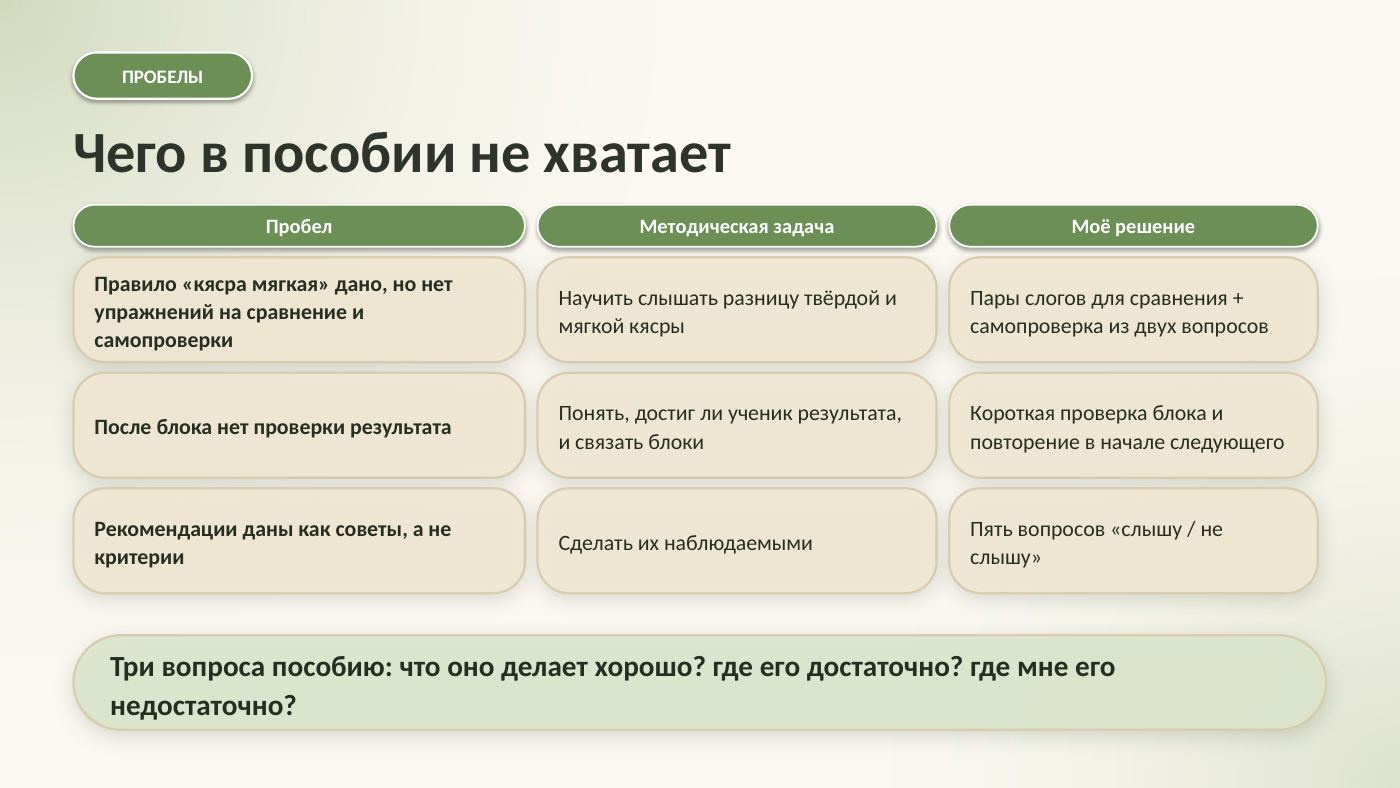 ПРОБЕЛЫ
Чего в пособии не хватает
Пробел
Методическая задача
Моё решение
Правило «кясра мягкая» дано, но нет
упражнений на сравнение и
самопроверки
Научить слышать разницу твёрдой и
мягкой кясры
Пары слогов для сравнения +
самопроверка из двух вопросов
После блока нет проверки результата
Понять, достиг ли ученик результата,
и связать блоки
Короткая проверка блока и
повторение в начале следующего
Рекомендации даны как советы, а не
критерии
Сделать их наблюдаемыми
Пять вопросов «слышу / не
слышу»
Три вопроса пособию: что оно делает хорошо? где его достаточно? где мне его
недостаточно?